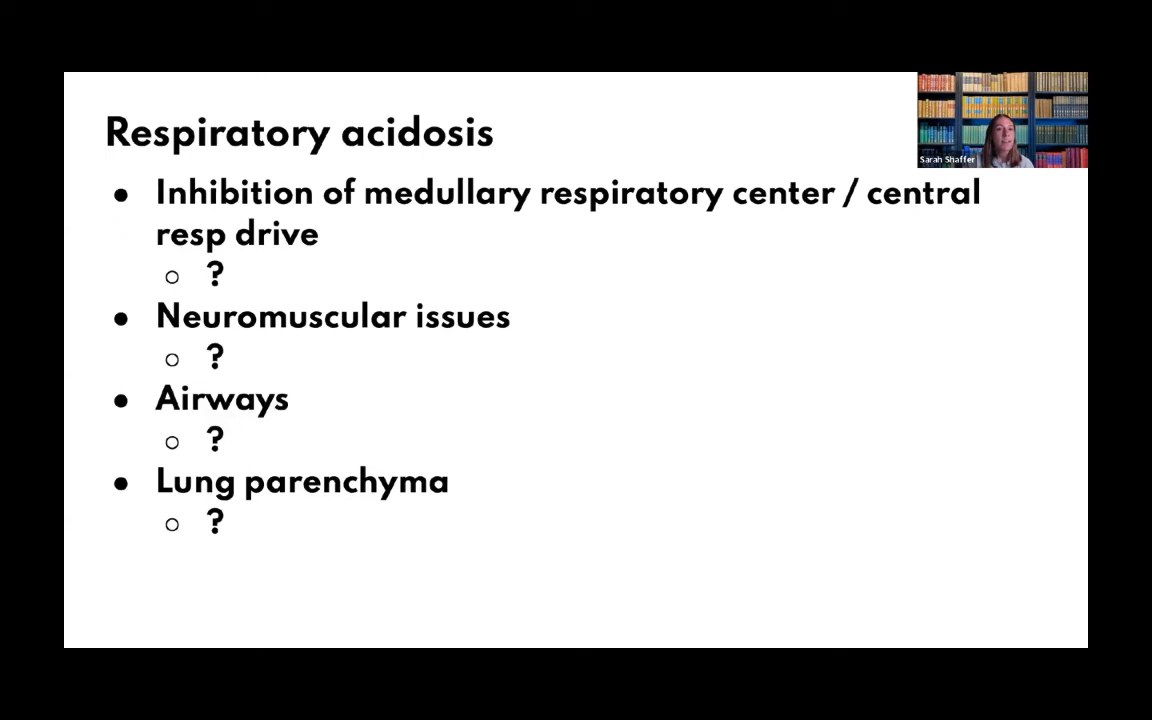 Respiratory acidosis
Sarah Shaffer
● Inhibition of medullary respiratory center / central
resp drive
○ ?
● Neuromuscular issues
○ ?
● Airways
○ ?
● Lung parenchyma
○ ?